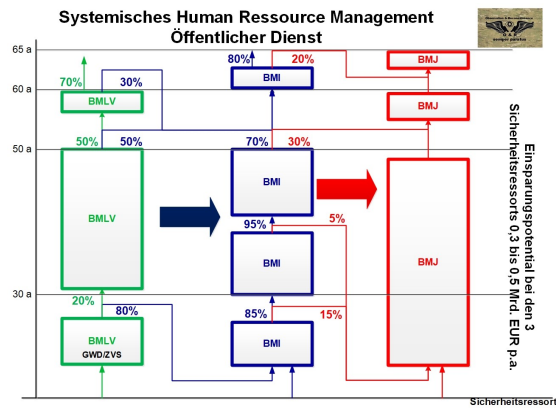 Systemisches Human Ressource Management
Öffentlicher Dienst
65 a
80%
20%
BMJ
70%
30%
BMI
60 a
BMLV
BMJ
50%
50%
70%
30%
50 a
BMLV
BMI
BMJ
95%
5%
BMI
30 a
20%
80%
85%
15%
BMLV
GWD/ZVS
BMI
Einsparungspotential bei den 3
Sicherheitsressorts 0,3 bis 0,5 Mrd. EUR p.a.
Sicherheitsressort